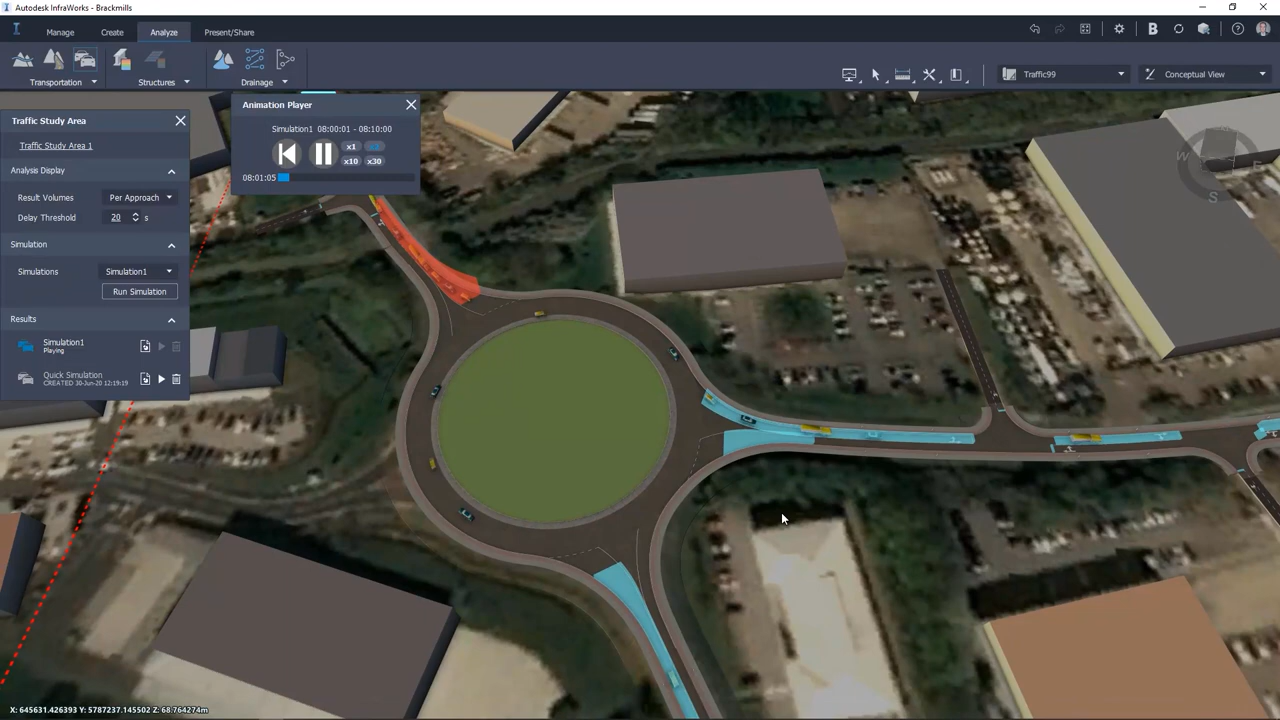 Autodesk InfraWorks - Brackmills
Manage Create Analyze Present/Share
Transportation Structures Drainage
Traffic99 Conceptual View
Traffic Study Area
Traffic Study Area 1
Analysis Display
Result Volumes Per Approach
Delay Threshold 20 s
Simulation
Simulations Simulation1
Run Simulation
Results
Simulation1
Playing
Quick Simulation
CREATED 30-Jun-20 12:19:19
Animation Player
Simulation1 08:00:01 - 08:10:00
x1
x10 x30
08:01:05
W E
S
X: 645631.426393 Y: 5787237.145502 Z: 68.764274m